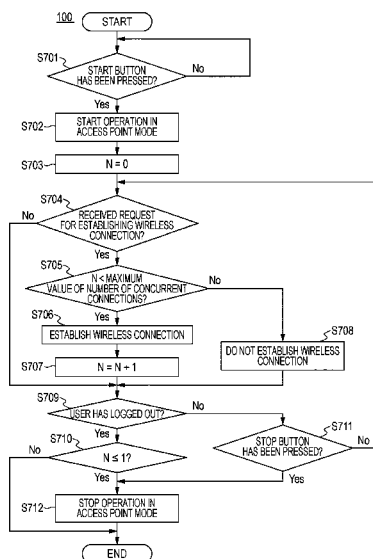 100
START
S701
START BUTTON
HAS BEEN PRESSED?
No
Yes
S702
START OPERATION IN
ACCESS POINT MODE
S703
N = 0
S704
No
RECEIVED REQUEST
FOR ESTABLISHING WIRELESS
CONNECTION?
Yes
S705
N < MAXIMUM
VALUE OF NUMBER OF CONCURRENT
CONNECTIONS?
No
Yes
S706
ESTABLISH WIRELESS CONNECTION
S708
DO NOT ESTABLISH WIRELESS
CONNECTION
S707
N = N + 1
S709
USER HAS LOGGED OUT?
No
Yes
S710
No
N ≤ 1?
Yes
S711
STOP BUTTON
HAS BEEN PRESSED?
No
Yes
S712
STOP OPERATION IN
ACCESS POINT MODE
END